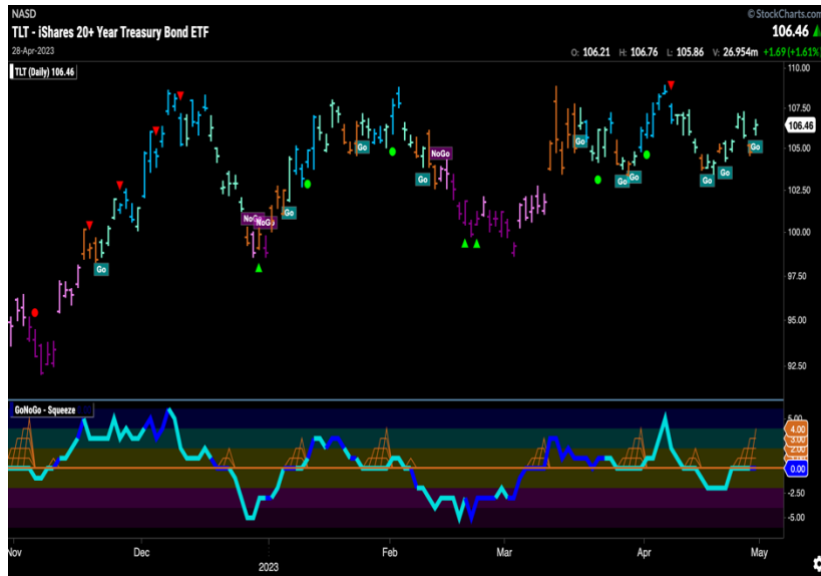 NASD © StockCharts.com
TLT - iShares 20+ Year Treasury Bond ETF 106.46
28-Apr-2023 O: 106.21 H: 106.76 L: 105.86 V: 26.954m +1.69 (+1.61%)
TLT (Daily) 106.46
110.00
107.50
106.46
105.00
102.50
100.00
97.50
95.00
92.50
Go
NoGo
NoGo
Go
Go
Go
NoGo
Go
Go
Go
Go
Go
Go
GoNoGo - Squeeze
5.00
4.00
3.00
2.00
0.00
-2.50
-5.00
Nov Dec 2023 Feb Mar Apr May